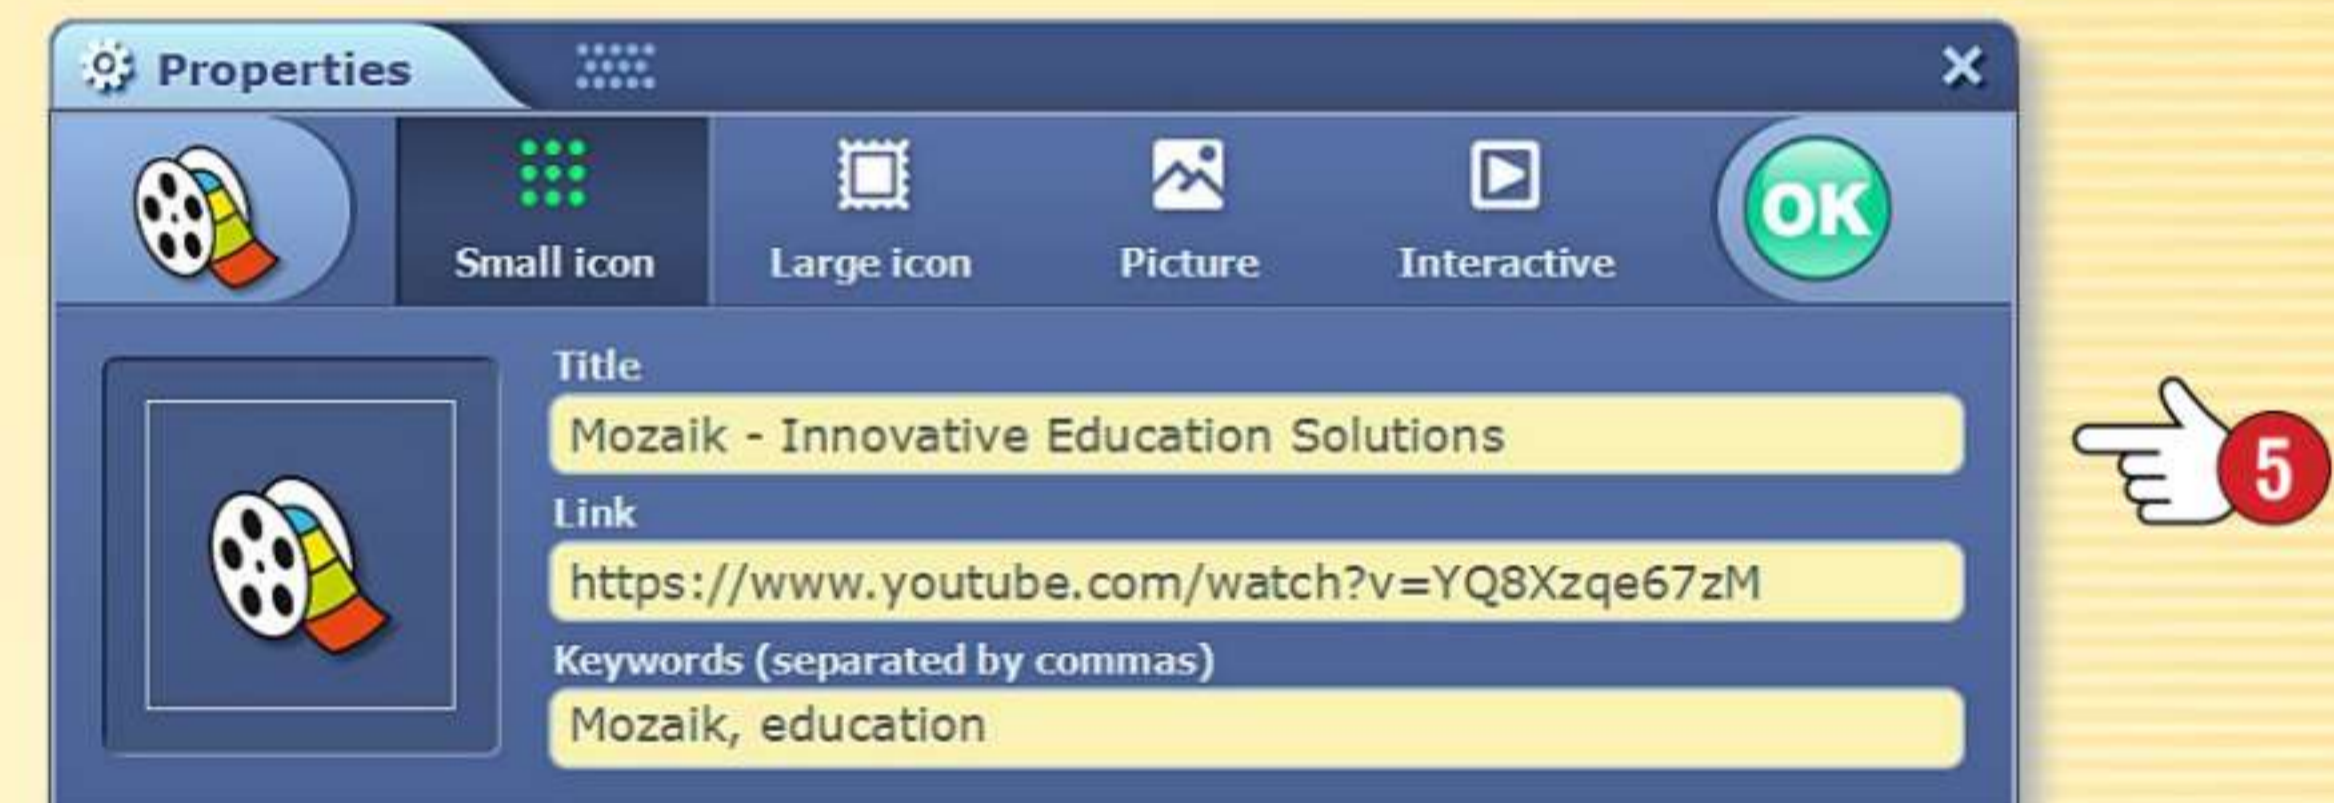 Properties
Small icon
Large icon
Picture
Interactive
OK
Title
Mozaik - Innovative Education Solutions
5
Link
https://www.youtube.com/watch?v=YQ8Xzqe67zM
Keywords (separated by commas)
Mozaik, education